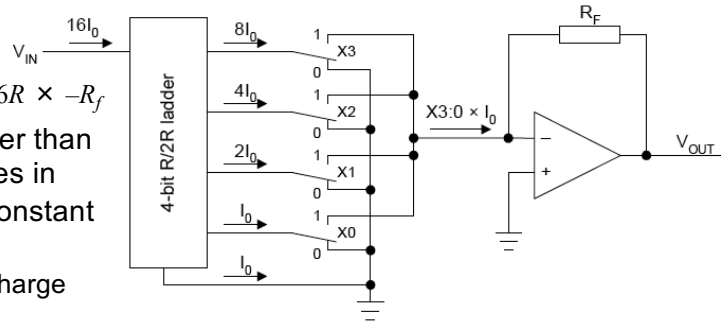 16I0
VIN
4-bit R/2R ladder
8I0
1
X3
0
4I0
1
X2
0
2I0
1
X1
0
I0
1
X0
0
I0
X3:0 × I0
RF
−
+
VOUT
6R × –Rf
er than
es in
onstant
harge